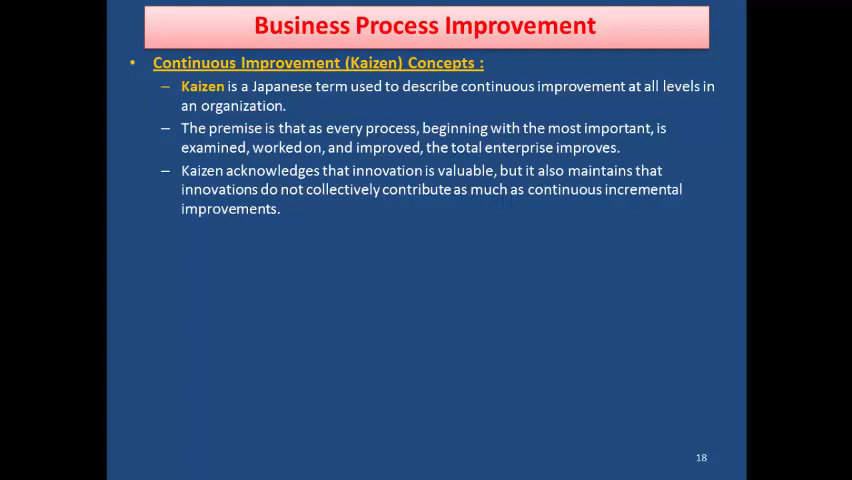 Business Process Improvement
• Continuous Improvement (Kaizen) Concepts :
– Kaizen is a Japanese term used to describe continuous improvement at all levels in
an organization.
– The premise is that as every process, beginning with the most important, is
examined, worked on, and improved, the total enterprise improves.
– Kaizen acknowledges that innovation is valuable, but it also maintains that
innovations do not collectively contribute as much as continuous incremental
improvements.
18